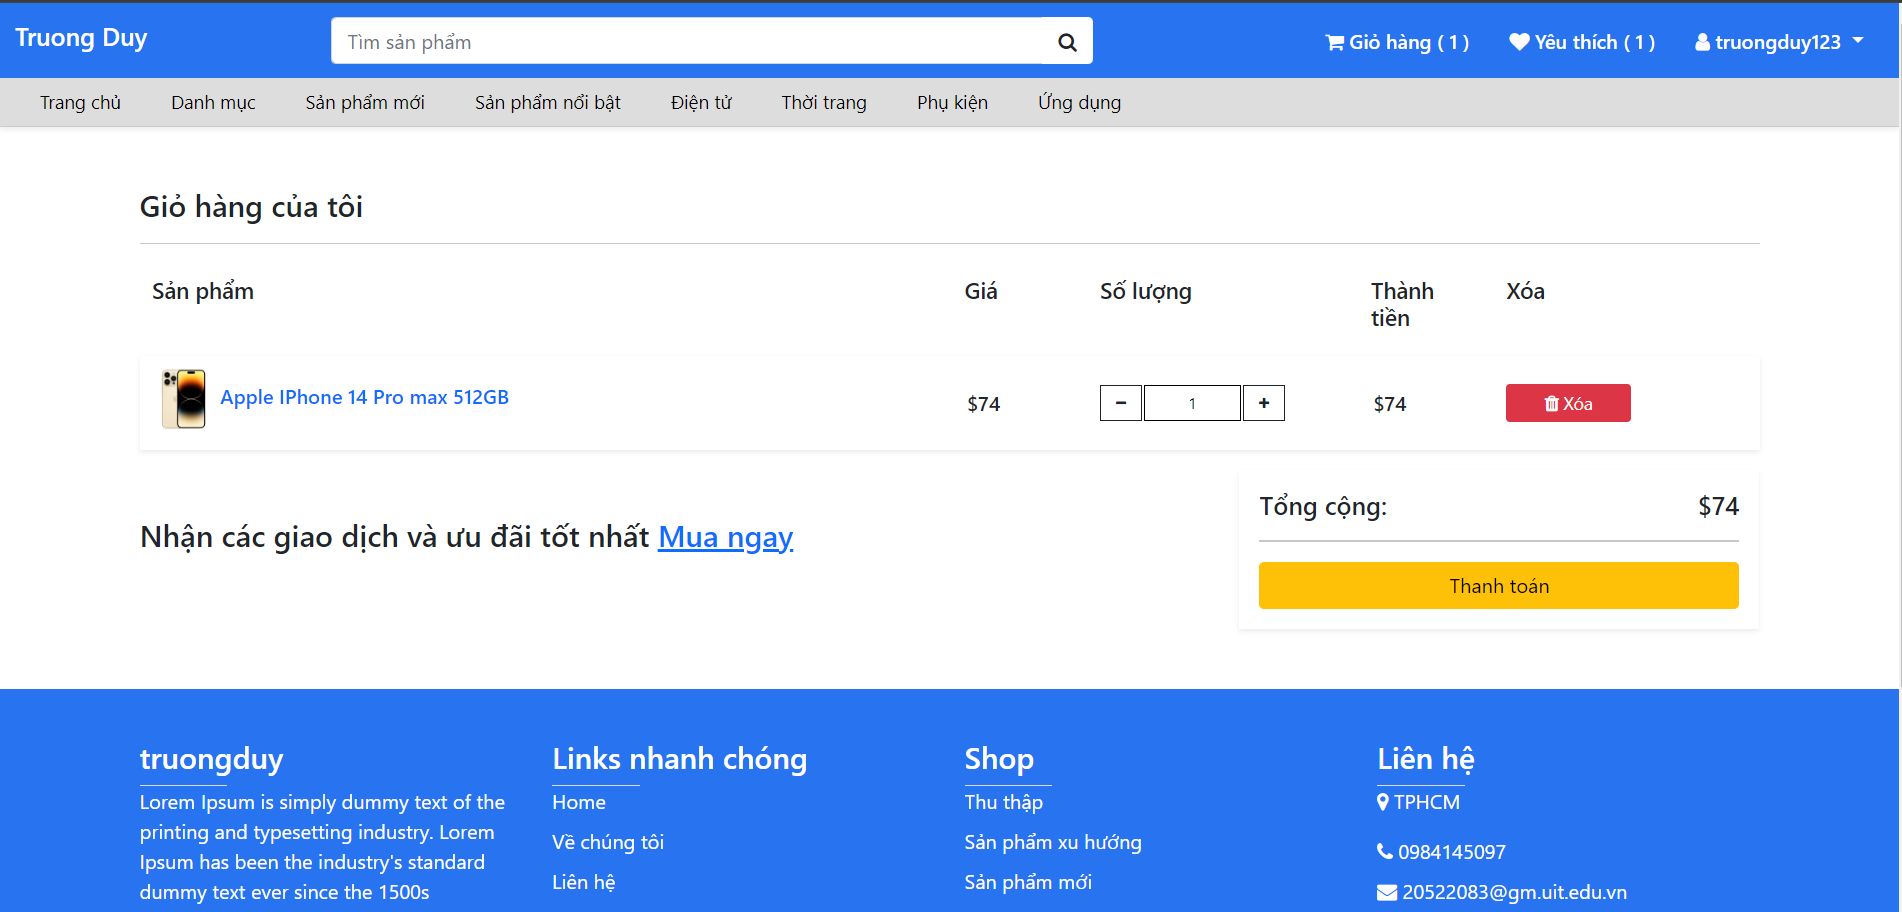 Truong Duy
Tìm sản phẩm
Giỏ hàng ( 1 )
Yêu thích ( 1 )
truongduy123
Trang chủ
Danh mục
Sản phẩm mới
Sản phẩm nổi bật
Điện tử
Thời trang
Phụ kiện
Ứng dụng
Giỏ hàng của tôi
Sản phẩm
Giá
Số lượng
Thành
tiền
Xóa
Apple IPhone 14 Pro max 512GB
$74
−
1
+
$74
Xóa
Tổng cộng:
$74
Nhận các giao dịch và ưu đãi tốt nhất Mua ngay
Thanh toán
truongduy
Lorem Ipsum is simply dummy text of the
printing and typesetting industry. Lorem
Ipsum has been the industry's standard
dummy text ever since the 1500s
Links nhanh chóng
Home
Về chúng tôi
Liên hệ
Shop
Thu thập
Sản phẩm xu hướng
Sản phẩm mới
Liên hệ
TPHCM
0984145097
20522083@gm.uit.edu.vn